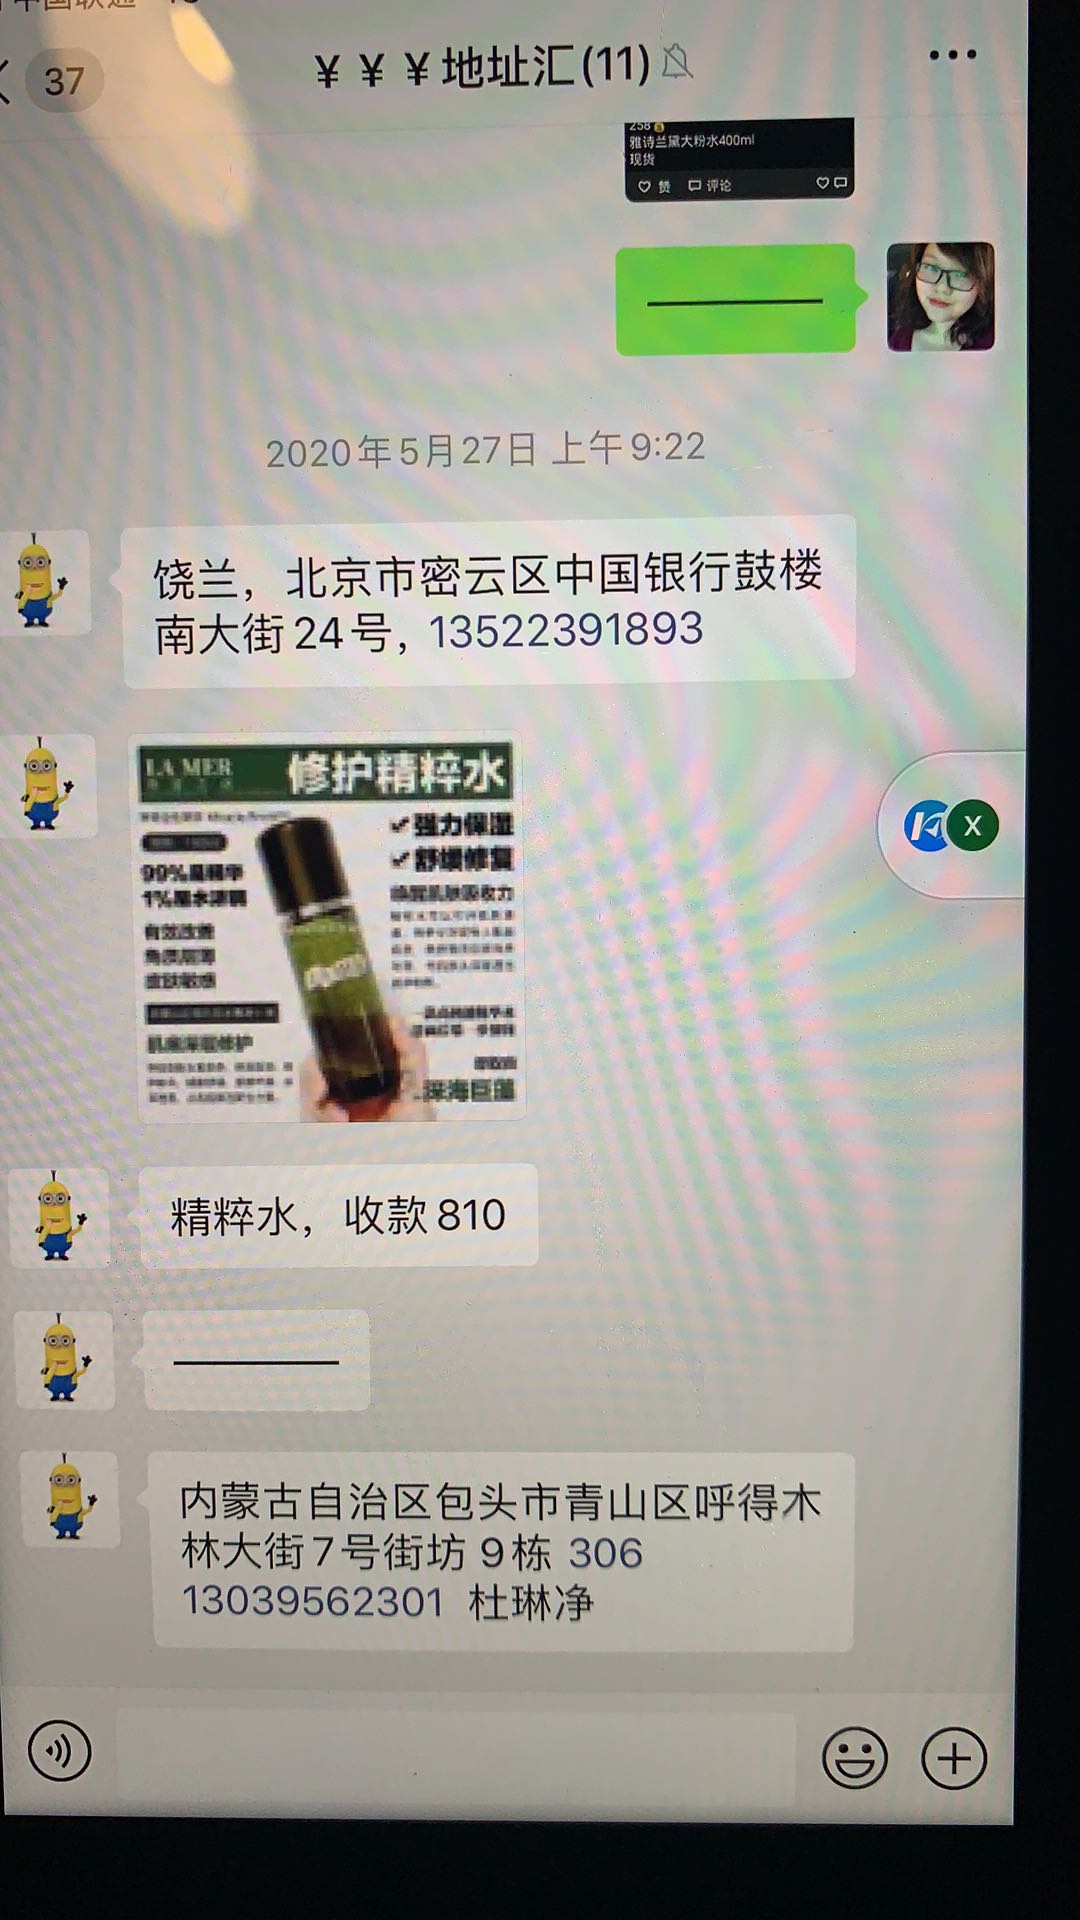 37
￥￥￥地址汇(11)
258
雅诗兰黛大粉水400ml
现货
赞 评论
2020年5月27日 上午9:22
饶兰，北京市密云区中国银行鼓楼
南大街24号，13522391893
LA MER 修护精粹水
强力保湿
舒缓修复
深海巨藻
精粹水，收款810
内蒙古自治区包头市青山区呼得木
林大街7号街坊 9栋 306
13039562301 杜琳净
X